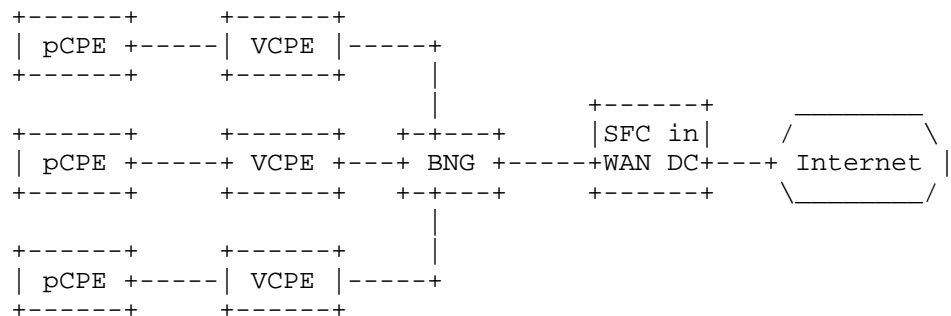 pCPE VCPE
SFC in
pCPE VCPE BNG WAN DC Internet
pCPE VCPE